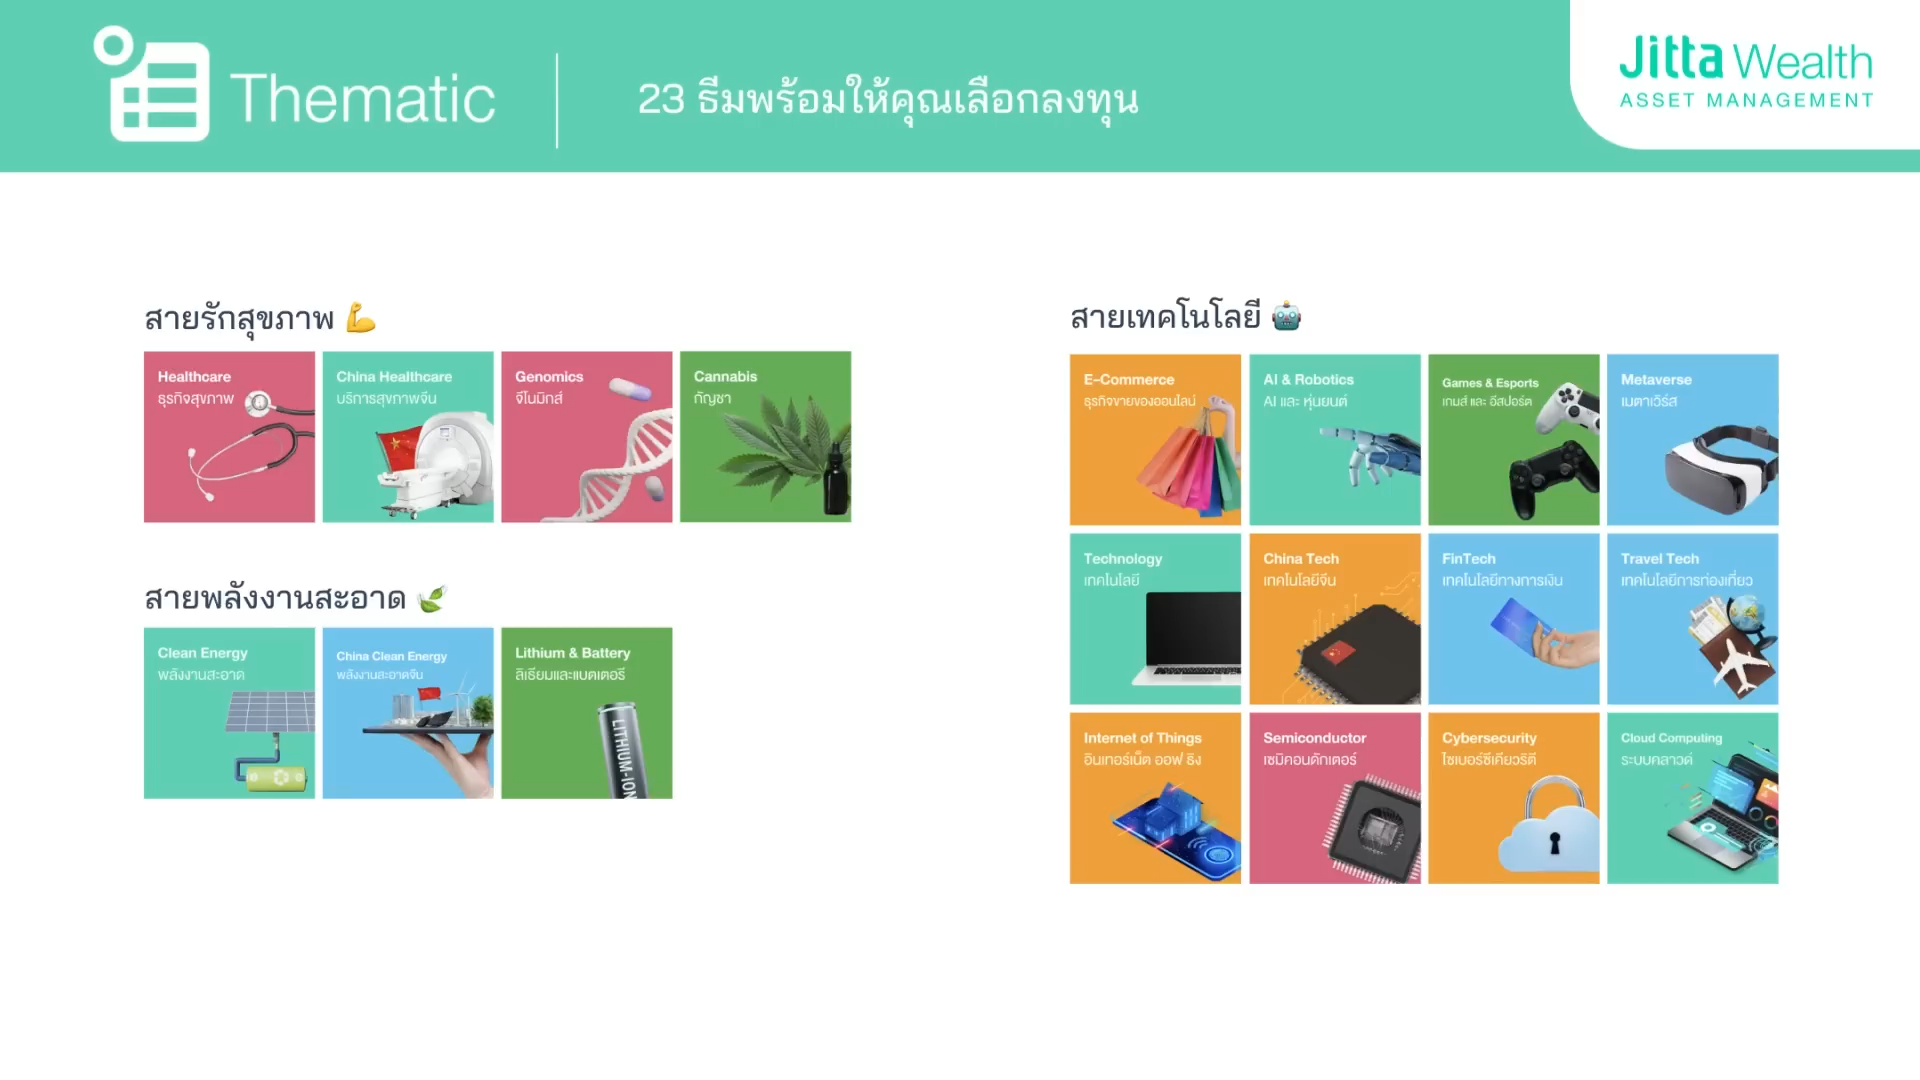 Thematic
23 ธีมพร้อมให้คุณเลือกลงทุน
Jitta Wealth
ASSET MANAGEMENT
สายรักสุขภาพ 💪
Healthcare
ธุรกิจสุขภาพ
China Healthcare
บริการสุขภาพจีน
Genomics
จีโนมิกส์
Cannabis
กัญชา
สายพลังงานสะอาด 🌿
Clean Energy
พลังงานสะอาด
China Clean Energy
พลังงานสะอาดจีน
Lithium & Battery
ลิเธียมและแบตเตอรี่
LITHIUM-ION
สายเทคโนโลยี 🤖
E-Commerce
ธุรกิจขายของออนไลน์
AI & Robotics
AI และ หุ่นยนต์
Games & Esports
เกมส์ และ อีสปอร์ต
Metaverse
เมตาเวิร์ส
Technology
เทคโนโลยี
China Tech
เทคโนโลยีจีน
FinTech
เทคโนโลยีทางการเงิน
Travel Tech
เทคโนโลยีการท่องเที่ยว
Internet of Things
อินเทอร์เน็ต ออฟ ธิง
Semiconductor
เซมิคอนดักเตอร์
Cybersecurity
ไซเบอร์ซีเคียวริตี
Cloud Computing
ระบบคลาวด์